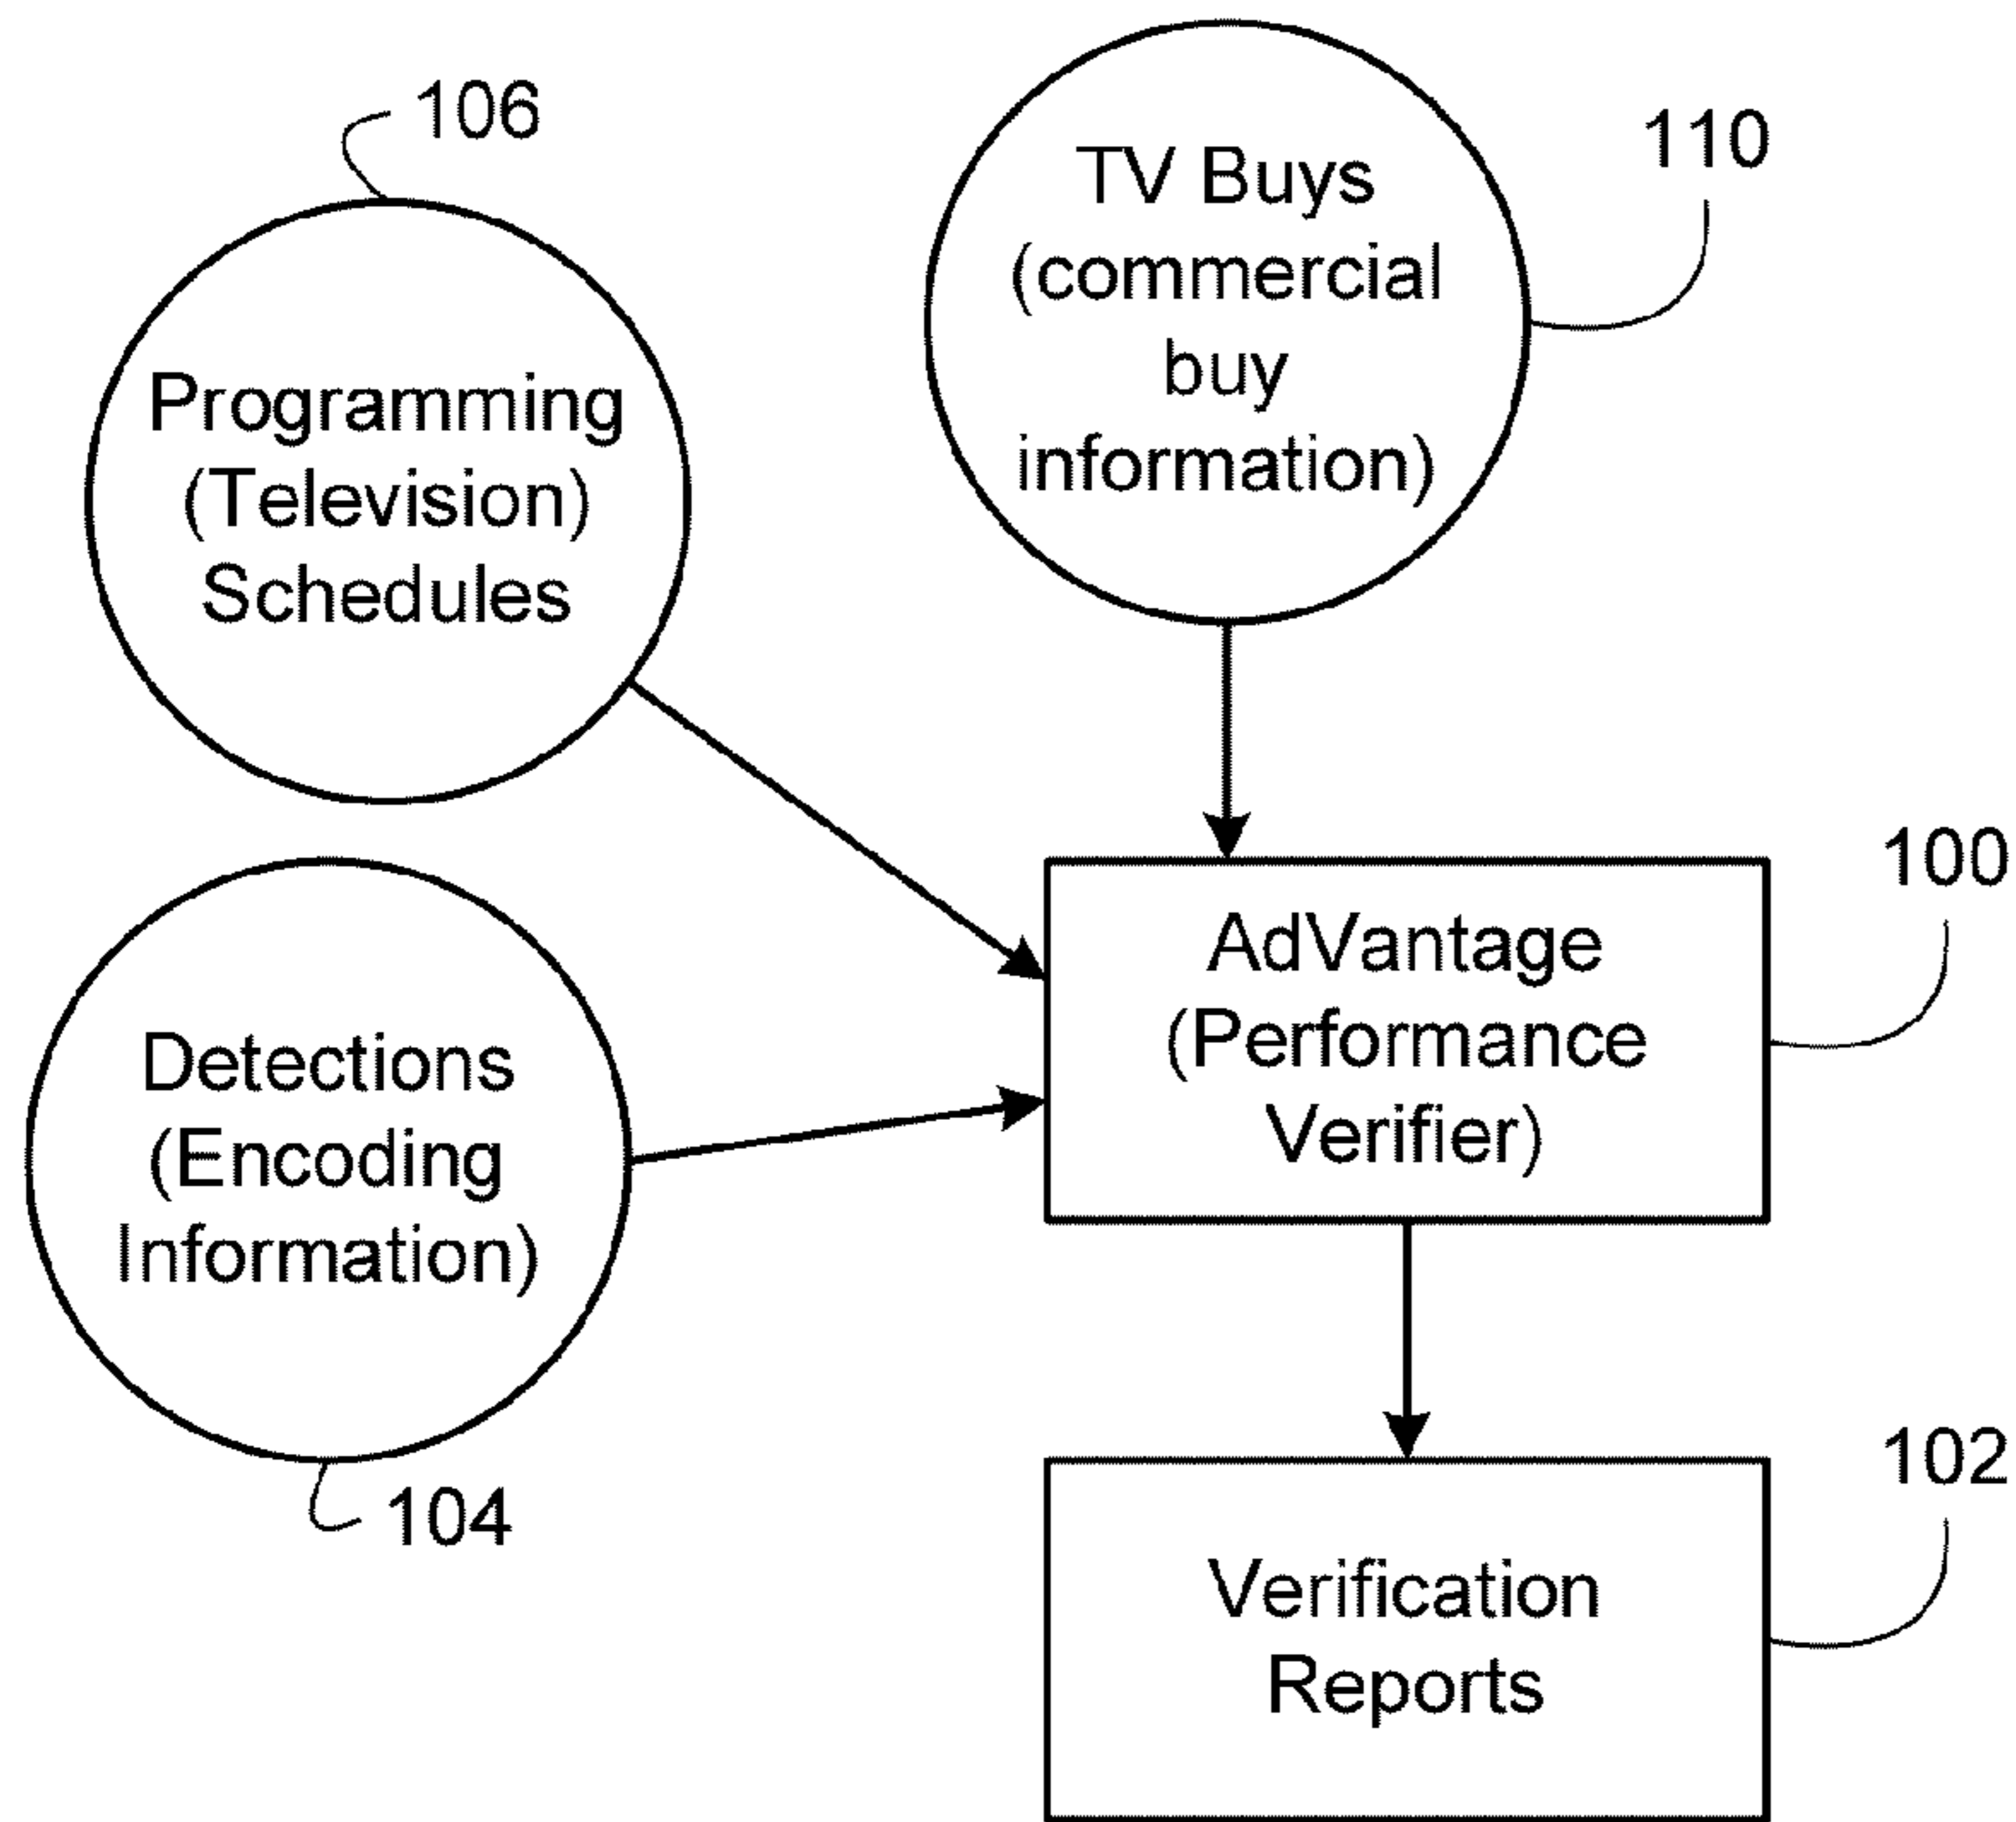 106
Programming
(Television)
Schedules
TV Buys
(commercial
buy
information)
110
Detections
(Encoding
Information)
104
AdVantage
(Performance
Verifier)
100
Verification
Reports
102